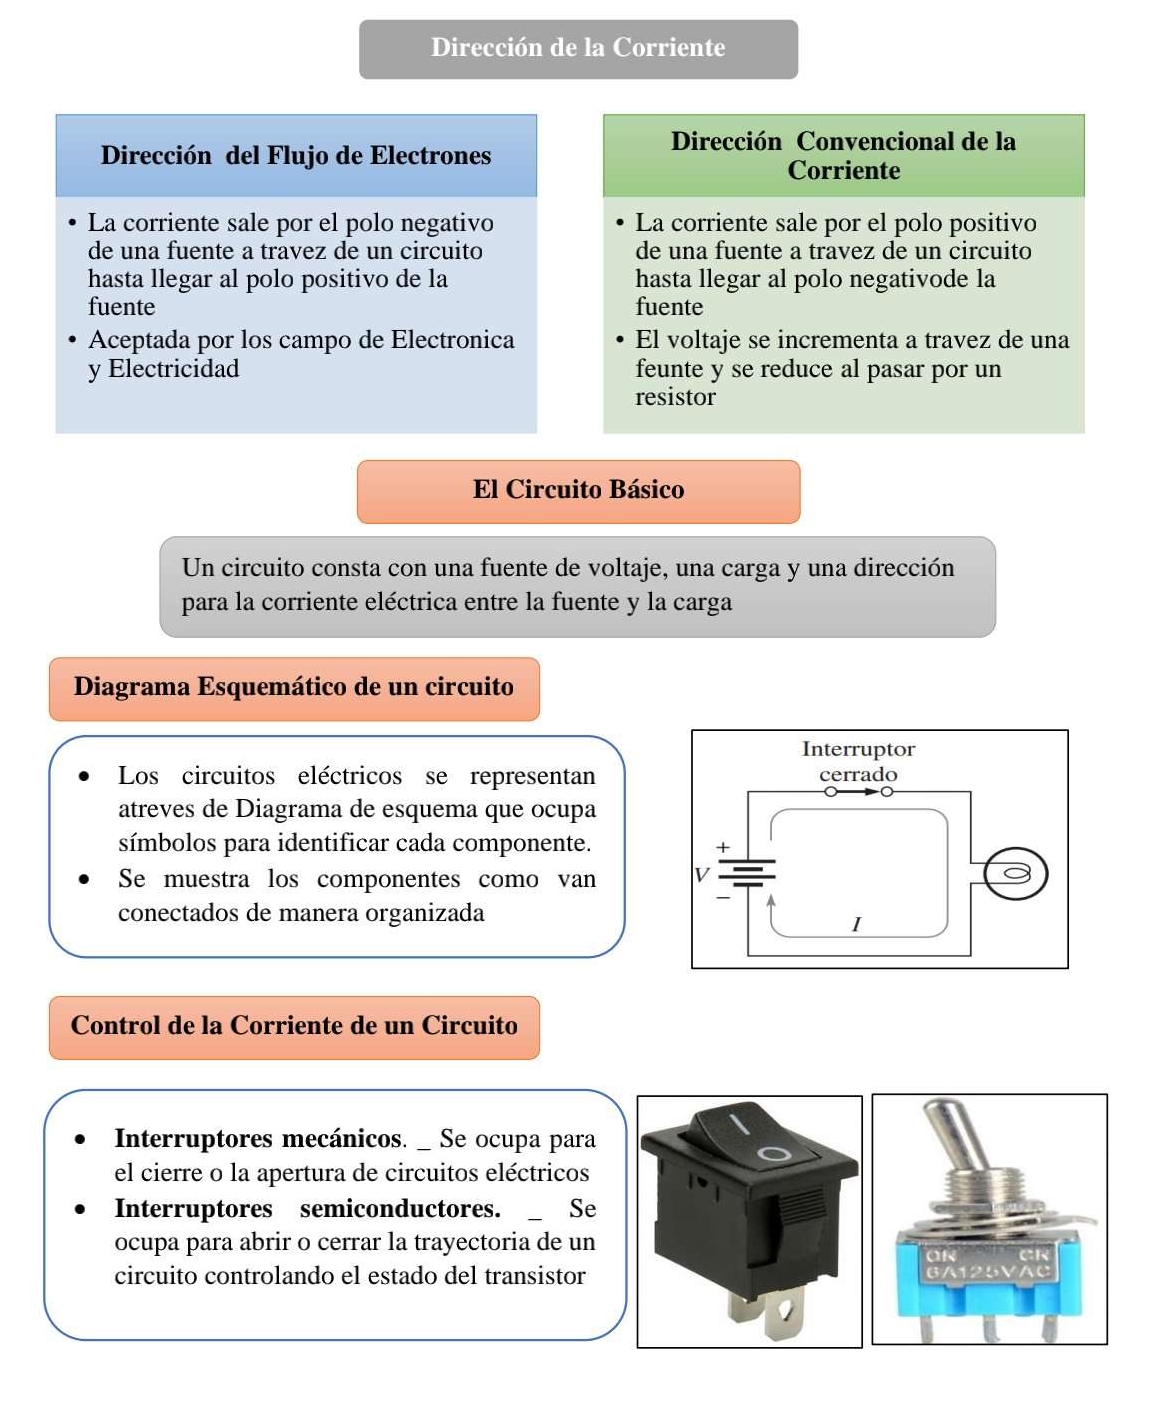 Dirección de la Corriente
Dirección  del Flujo de Electrones
• La corriente sale por el polo negativo
de una fuente a travez de un circuito
hasta llegar al polo positivo de la
fuente
• Aceptada por los campo de Electronica
y Electricidad
Dirección  Convencional de la
Corriente
• La corriente sale por el polo positivo
de una fuente a travez de un circuito
hasta llegar al polo negativode la
fuente
• El voltaje se incrementa a travez de una
feunte y se reduce al pasar por un
resistor
El Circuito Básico
Un circuito consta con una fuente de voltaje, una carga y una dirección
para la corriente eléctrica entre la fuente y la carga
Diagrama Esquemático de un circuito
• Los circuitos eléctricos se representan
atreves de Diagrama de esquema que ocupa
símbolos para identificar cada componente.
• Se muestra los componentes como van
conectados de manera organizada
Interruptor
cerrado
+
V
−
I
Control de la Corriente de un Circuito
• Interruptores mecánicos. _ Se ocupa para
el cierre o la apertura de circuitos eléctricos
• Interruptores semiconductores. _ Se
ocupa para abrir o cerrar la trayectoria de un
circuito controlando el estado del transistor
I
O
6A125VAC